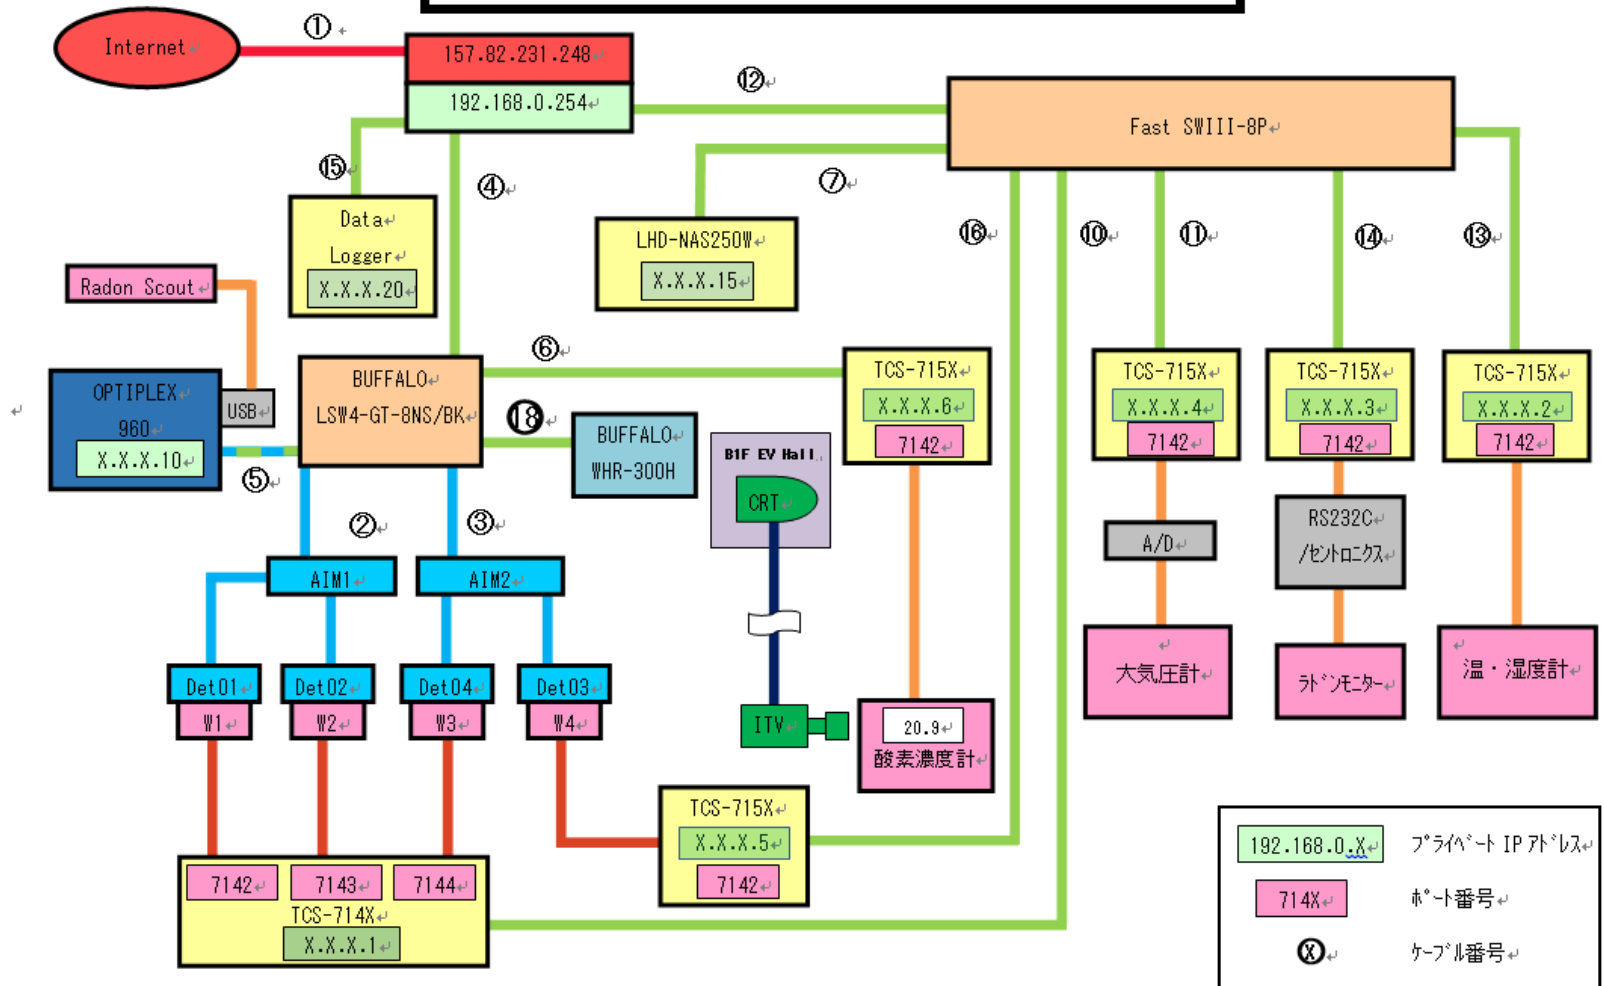 ①
Internet
157.82.231.248
192.168.0.254
⑫
Fast SWIII-8P
⑮
④
⑦
⑯
⑩
⑪
⑭
⑬
Data
Logger
X.X.X.20
LHD-NAS250W
X.X.X.15
Radon Scout
⑥
OPTIPLEX
960
X.X.X.10
USB
BUFFALO
LSW4-GT-8NS/BK
⑱
BUFFALO
WHR-300H
⑤
TCS-715X
X.X.X.6
7142
TCS-715X
X.X.X.4
7142
TCS-715X
X.X.X.3
7142
TCS-715X
X.X.X.2
7142
B1F EV Hall
CRT
②
③
A/D
RS232C
/セントロニクス
AIM1
AIM2
Det01
W1
Det02
W2
Det04
W3
Det03
W4
ITV
20.9
酸素濃度計
大気圧計
ラドンモニター
温・湿度計
TCS-715X
X.X.X.5
7142
7142
7143
7144
TCS-714X
X.X.X.1
192.168.0.X
プライベート IP アドレス
714X
ポート番号
Ⓧ
ケーブル番号